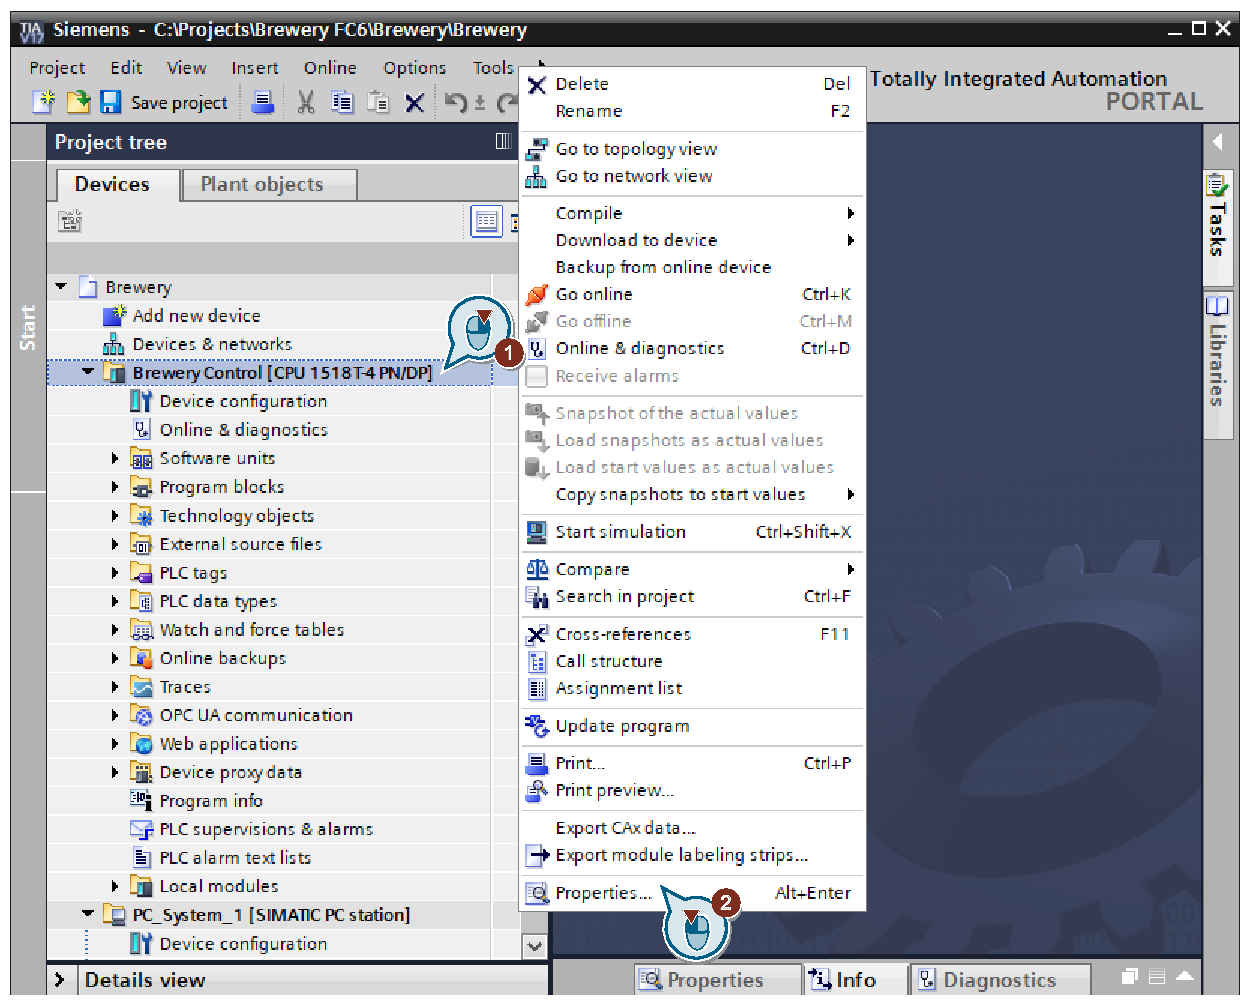 TIA
V17
Siemens - C:\Projects\Brewery FC6\Brewery\Brewery
Project Edit View Insert Online Options Tools
Save project
Totally Integrated Automation
PORTAL
Project tree
Devices
Plant objects
Start
Brewery
Add new device
Devices & networks
Brewery Control [CPU 1518T-4 PN/DP]
Device configuration
Online & diagnostics
Software units
Program blocks
Technology objects
External source files
PLC tags
PLC data types
Watch and force tables
Online backups
Traces
OPC UA communication
Web applications
Device proxy data
Program info
PLC supervisions & alarms
PLC alarm text lists
Local modules
PC_System_1 [SIMATIC PC station]
Device configuration
Details view
1
Delete Del
Rename F2
Go to topology view
Go to network view
Compile
Download to device
Backup from online device
Go online Ctrl+K
Go offline Ctrl+M
Online & diagnostics Ctrl+D
Receive alarms
Snapshot of the actual values
Load snapshots as actual values
Load start values as actual values
Copy snapshots to start values
Start simulation Ctrl+Shift+X
Compare
Search in project Ctrl+F
Cross-references F11
Call structure
Assignment list
Update program
Print... Ctrl+P
Print preview...
Export CAx data...
Export module labeling strips...
Properties... Alt+Enter
2
Tasks
Libraries
Properties
Info
Diagnostics